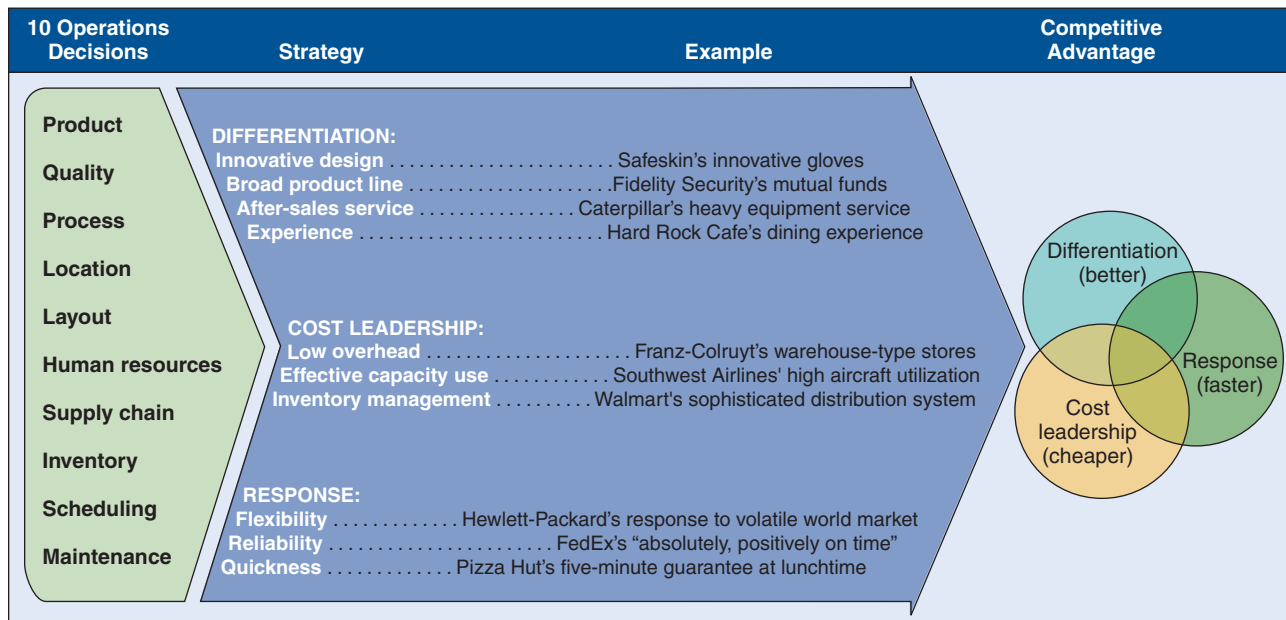 10 Operations
Decisions
Strategy
Example
Competitive
Advantage
Product
Quality
Process
Location
Layout
Human resources
Supply chain
Inventory
Scheduling
Maintenance
DIFFERENTIATION:
Innovative design . . . . . . . . . . . . . . . . . . . . . . . Safeskin's innovative gloves
Broad product line . . . . . . . . . . . . . . . . . . . . .Fidelity Security's mutual funds
After-sales service . . . . . . . . . . . . . . . . Caterpillar's heavy equipment service
Experience . . . . . . . . . . . . . . . . . . . . . . . . Hard Rock Cafe's dining experience
COST LEADERSHIP:
Low overhead . . . . . . . . . . . . . . . . . . . . Franz-Colruyt's warehouse-type stores
Effective capacity use . . . . . . . . . . . . Southwest Airlines' high aircraft utilization
Inventory management . . . . . . . . . . Walmart's sophisticated distribution system
RESPONSE:
Flexibility . . . . . . . . . . . . Hewlett-Packard's response to volatile world market
Reliability . . . . . . . . . . . . . . . . . . . . . . . FedEx's “absolutely, positively on time”
Quickness . . . . . . . . . . . . . Pizza Hut's five-minute guarantee at lunchtime
Differentiation
(better)
Response
(faster)
Cost
leadership
(cheaper)